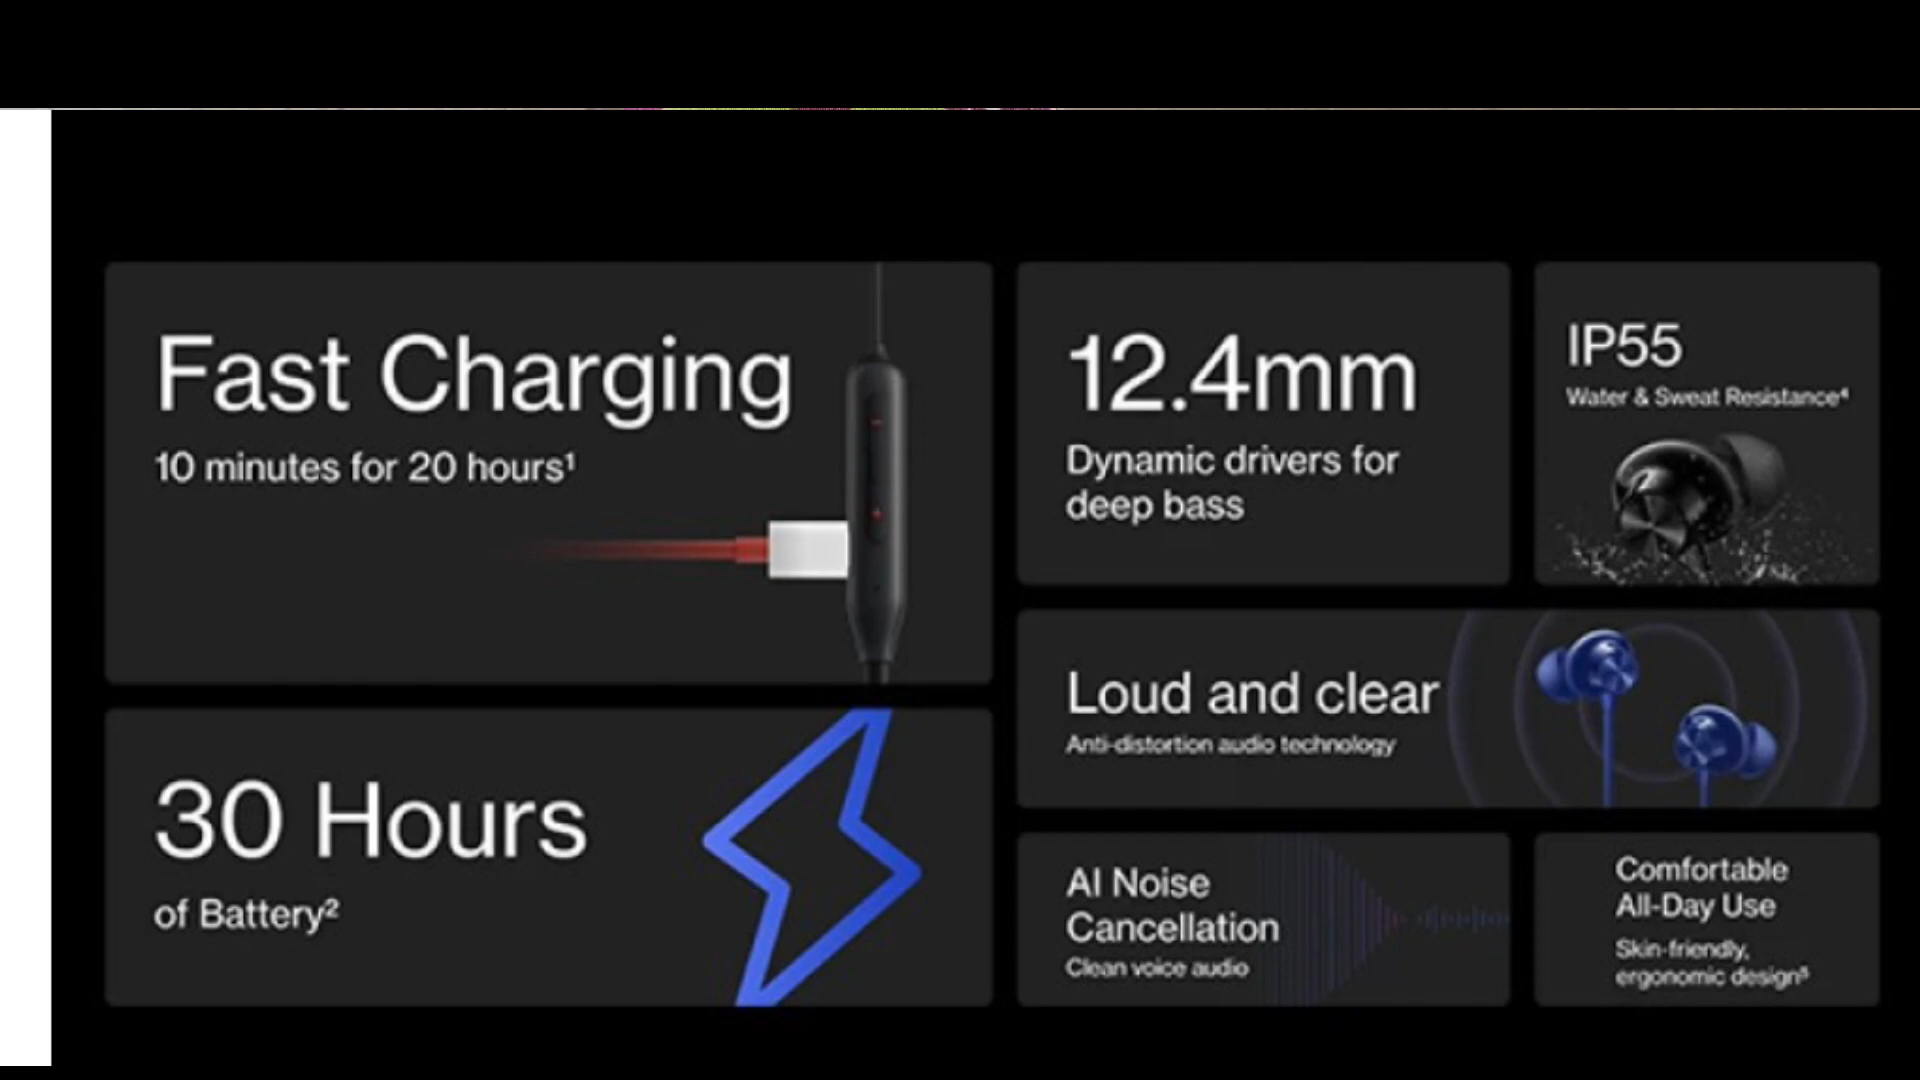 Fast Charging
10 minutes for 20 hours¹
30 Hours
of Battery²
12.4mm
Dynamic drivers for
deep bass
IP55
Water & Sweat Resistance⁴
Loud and clear
Anti-distortion audio technology
AI Noise
Cancellation
Clean voice audio
Comfortable
All-Day Use
Skin-friendly,
ergonomic design⁵